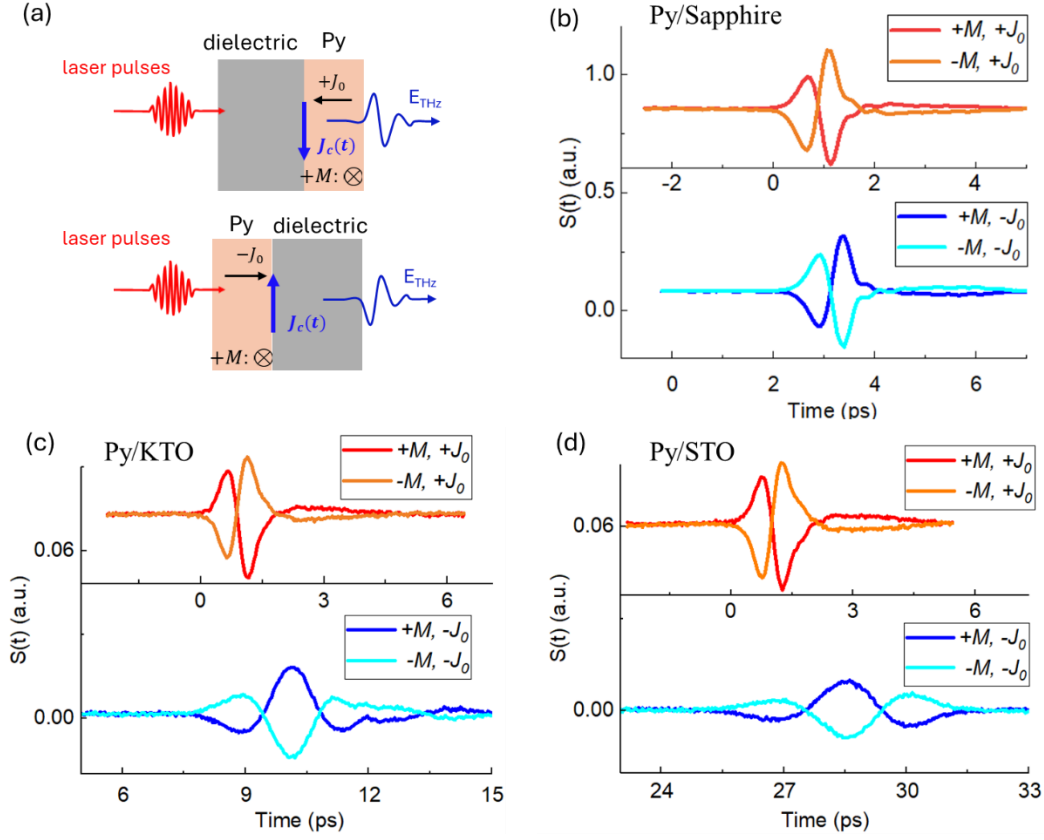 (a)
dielectric Py
laser pulses
+J₀
E_THz
J_c(t)
+M: ⊗
Py dielectric
laser pulses
−J₀
E_THz
J_c(t)
+M: ⊗
(b)
Py/Sapphire
+M, +J₀
-M, +J₀
1.0
-2 0 2 4
0.5
S(t) (a.u.)
+M, -J₀
-M, -J₀
0.0
0 2 4 6
Time (ps)
(c)
Py/KTO
+M, +J₀
-M, +J₀
0.06
0 3 6
S(t) (a.u.)
+M, -J₀
-M, -J₀
0.00
6 9 12 15
Time (ps)
(d)
Py/STO
+M, +J₀
-M, +J₀
0.06
0 3 6
S(t) (a.u.)
+M, -J₀
-M, -J₀
0.00
24 27 30 33
Time (ps)